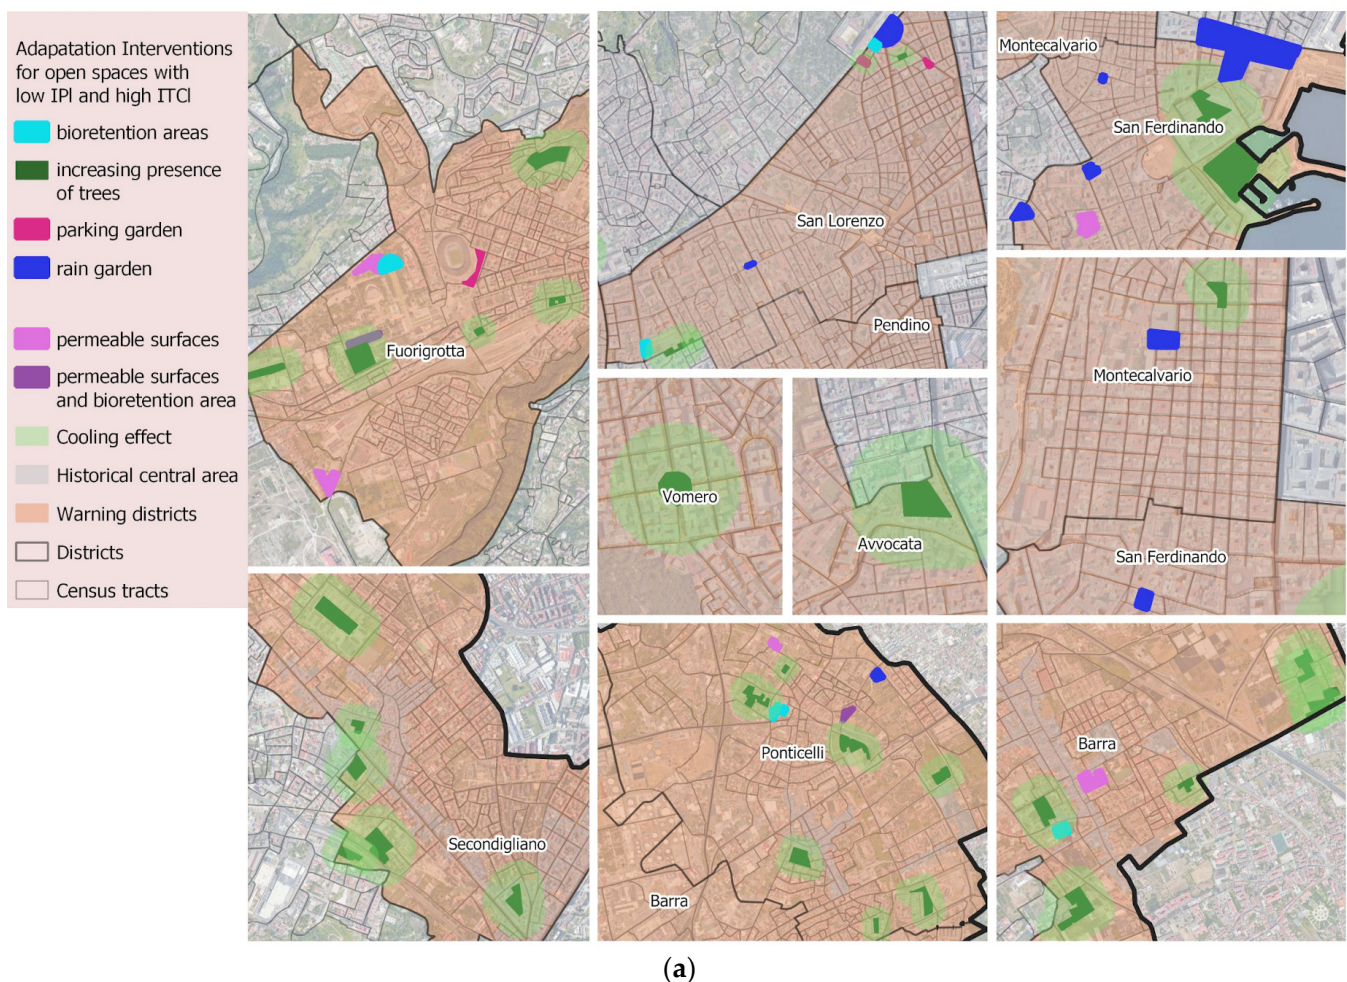 Adapatation Interventions
for open spaces with
low IPI and high ITCI
bioretention areas
increasing presence
of trees
parking garden
rain garden
permeable surfaces
permeable surfaces
and bioretention area
Cooling effect
Historical central area
Warning districts
Districts
Census tracts
Fuorigrotta
San Lorenzo
Pendino
Montecalvario
San Ferdinando
Vomero
Avvocata
Montecalvario
San Ferdinando
Secondigliano
Ponticelli
Barra
Barra
(a)